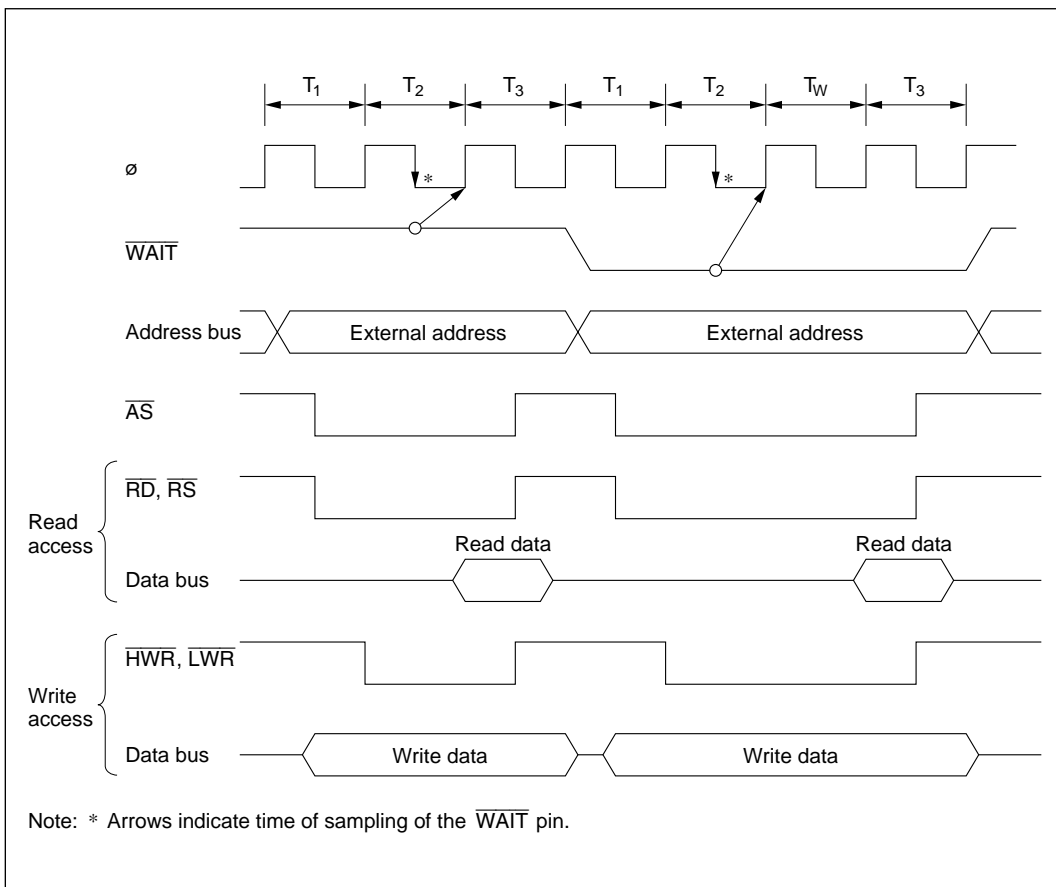 T1 T2 T3 T1 T2 TW T3
ø
*
*
WAIT
Address bus
External address
External address
AS
Read access
RD, RS
Read data
Read data
Data bus
Write access
HWR, LWR
Data bus
Write data
Write data
Note: * Arrows indicate time of sampling of the WAIT pin.